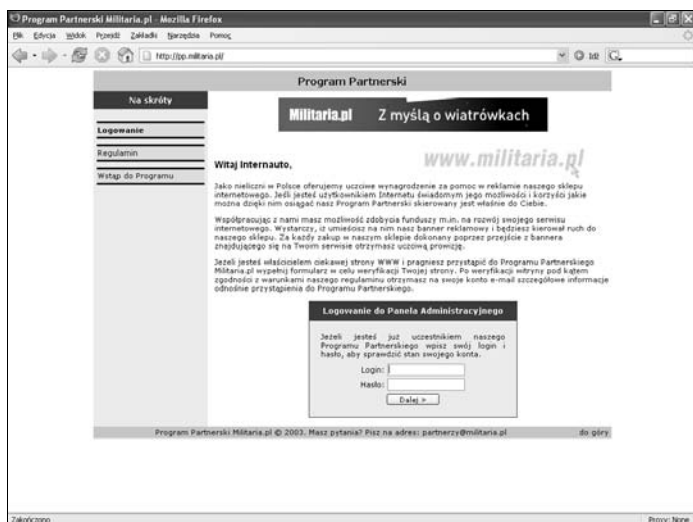 Program Partnerski Militaria.pl - Mozilla Firefox
Plik Edycja Widok Przejdź Zakładki Narzędzia Pomoc
http://pp.militaria.pl/
Idź
Program Partnerski
Na skróty
Logowanie
Regulamin
Wstąp do Programu
Militaria.pl Z myślą o wiatrówkach
www.militaria.pl
Witaj Internauto,
Jako nieliczni w Polsce oferujemy uczciwe wynagrodzenie za pomoc w reklamie naszego sklepu
internetowego. Jeśli jesteś użytkownikiem Internetu świadomym jego możliwości i korzyści jakie
można dzięki nim osiągać nasz Program Partnerski skierowany jest właśnie do Ciebie.
Współpracując z nami masz możliwość zdobycia funduszy m.in. na rozwój swojego serwisu
internetowego. Wystarczy, iż umieścisz na nim nasz banner reklamowy i będziesz kierował ruch do
naszego sklepu. Za każdy zakup w naszym sklepie dokonany poprzez przejście z bannera
znajdującego się na Twoim serwisie otrzymasz uczciwą prowizję.
Jeżeli jesteś właścicielem ciekawej strony WWW i pragniesz przystąpić do Programu Partnerskiego
Militaria.pl wypełnij formularz w celu weryfikacji Twojej strony. Po weryfikacji witryny pod kątem
zgodności z warunkami naszego regulaminu otrzymasz na swoje konto e-mail szczegółowe informacje
odnośnie przystąpienia do Programu Partnerskiego.
Logowanie do Panela Administracyjnego
Jeżeli jesteś już uczestnikiem naszego
Programu Partnerskiego wpisz swój login i
hasło, aby sprawdzić stan swojego konta.
Login:
Hasło:
Dalej >
Program Partnerski Militaria.pl © 2003. Masz pytania? Pisz na adres: partnerzy@militaria.pl do góry
Zakończono Proxy: None